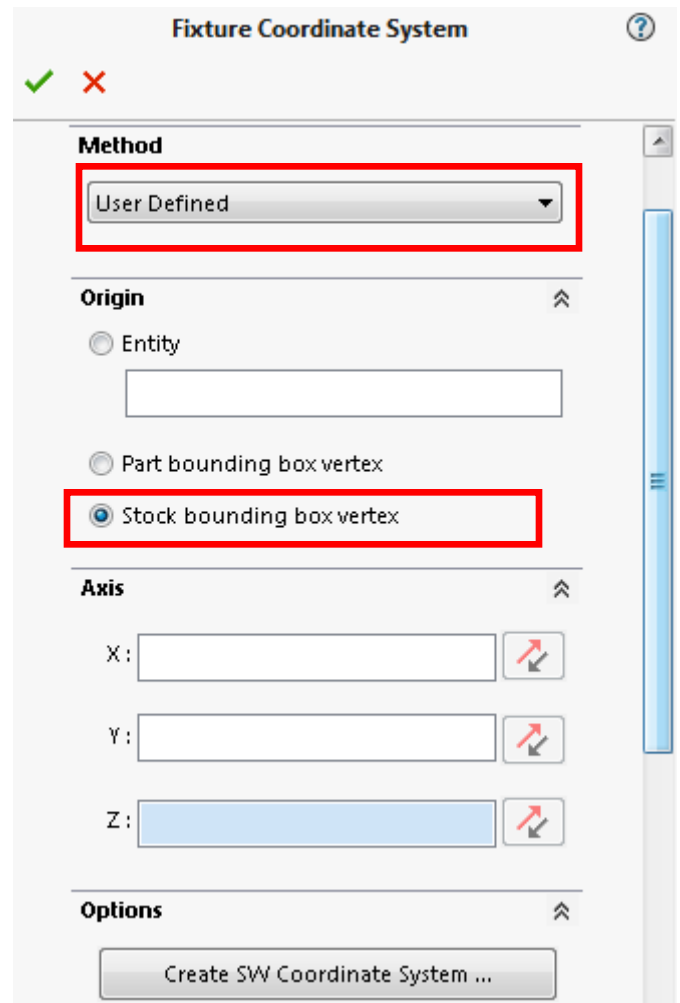 Fixture Coordinate System
?
Method
User Defined
Origin
Entity
Part bounding box vertex
Stock bounding box vertex
Axis
X :
Y :
Z :
Options
Create SW Coordinate System ...